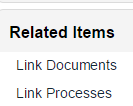 Related Items
Link Documents
Link Processes